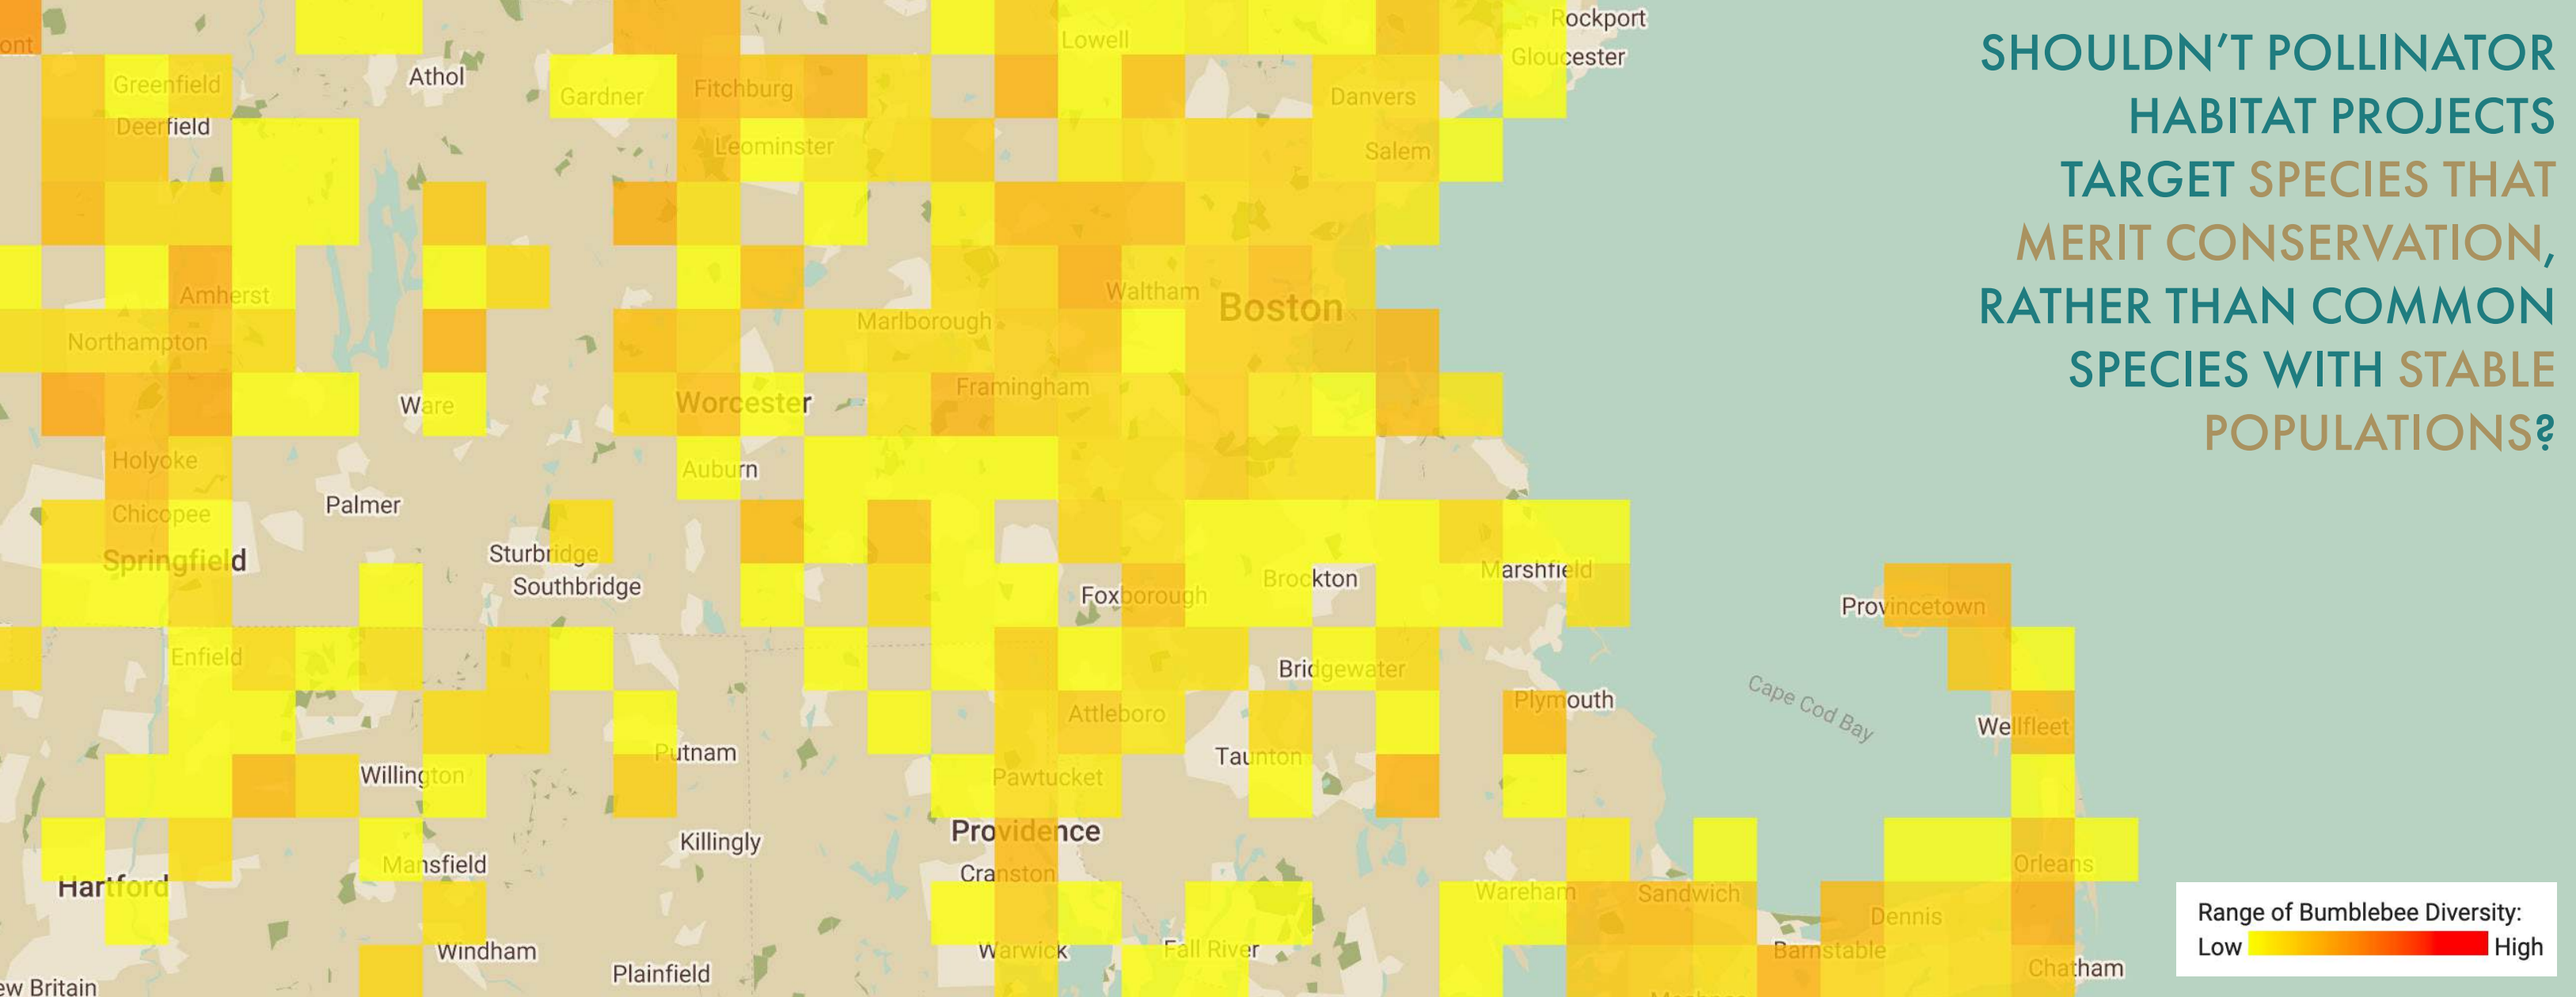 SHOULDN'T POLLINATOR
HABITAT PROJECTS
TARGET SPECIES THAT
MERIT CONSERVATION,
RATHER THAN COMMON
SPECIES WITH STABLE
POPULATIONS?
Rockport
Lowell
ont
Gloucester
Athol
Greenfield
Gardner
Fitchburg
Danvers
Deerfield
Leominster
Salem
Amherst
Waltham
Boston
Marlborough
Northampton
Framingham
Ware
Worcester
Holyoke
Auburn
Palmer
Chicopee
Springfield
Sturbridge
Southbridge
Brockton
Marshfield
Foxborough
Provincetown
Enfield
Bridgewater
Cape Cod Bay
Plymouth
Attleboro
Wellfleet
Putnam
Taunton
Willington
Pawtucket
Providence
Killingly
Mansfield
Cranston
Orleans
Hartford
Wareham
Sandwich
Dennis
Windham
Warwick
Fall River
Barnstable
Plainfield
Chatham
ew Britain
Range of Bumblebee Diversity:
Low High